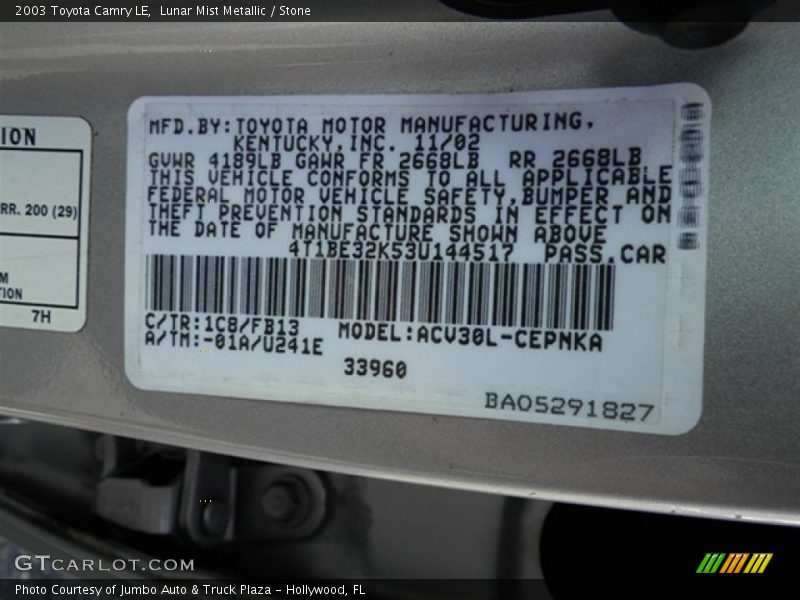 2003 Toyota Camry LE,  Lunar Mist Metallic / Stone
ION
RR. 200 (29)
M
TION
7H
MFD.BY:TOYOTA MOTOR MANUFACTURING,
KENTUCKY,INC. 11/02
GVWR 4189LB GAWR FR 2668LB  RR 2668LB
THIS VEHICLE CONFORMS TO ALL APPLICABLE
FEDERAL MOTOR VEHICLE SAFETY,BUMPER AND
THEFT PREVENTION STANDARDS IN EFFECT ON
THE DATE OF MANUFACTURE SHOWN ABOVE
4T1BE32K53U144517  PASS.CAR
C/TR:1C8/FB13  MODEL:ACV30L-CEPNKA
A/TM:-01A/U241E
33960
BA05291827
GTCARLOT.COM
Photo Courtesy of Jumbo Auto & Truck Plaza - Hollywood, FL